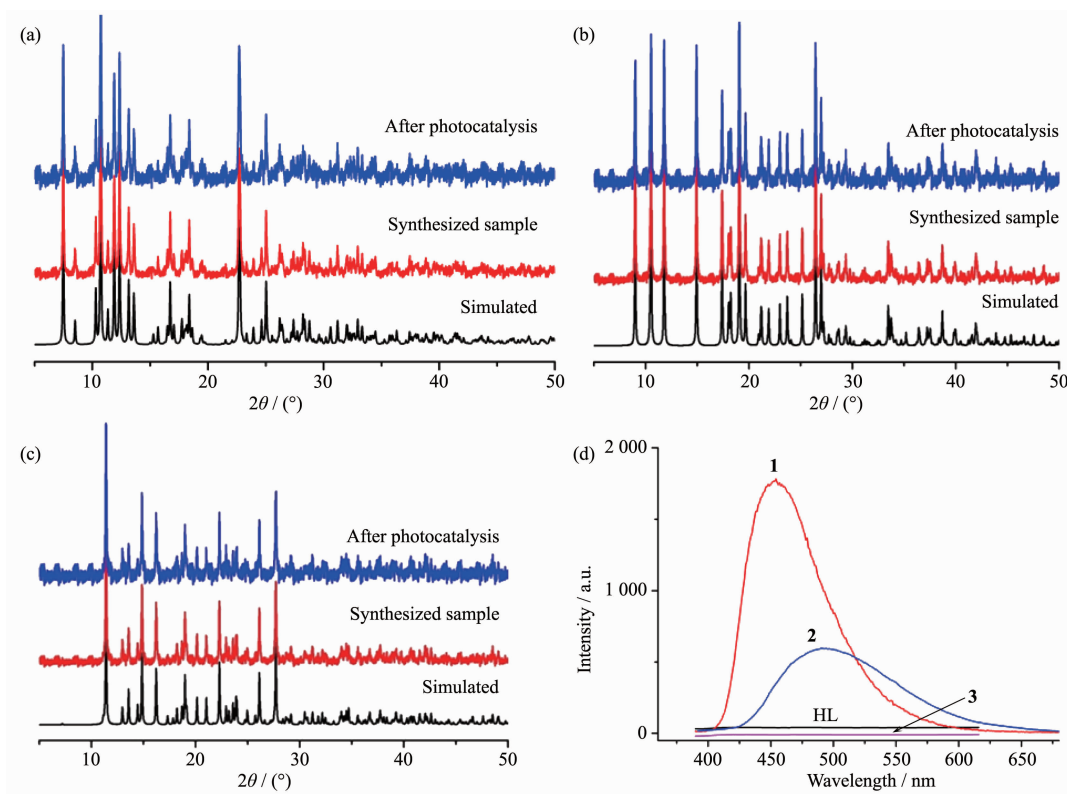 (a)
After photocatalysis
Synthesized sample
Simulated
10 20 30 40 50
2θ / (°)
(b)
After photocatalysis
Synthesized sample
Simulated
10 20 30 40 50
2θ / (°)
(c)
After photocatalysis
Synthesized sample
Simulated
10 20 30 40 50
2θ / (°)
(d)
2 000
1 000
0
Intensity / a.u.
1
2
3
HL
400 450 500 550 600 650
Wavelength / nm